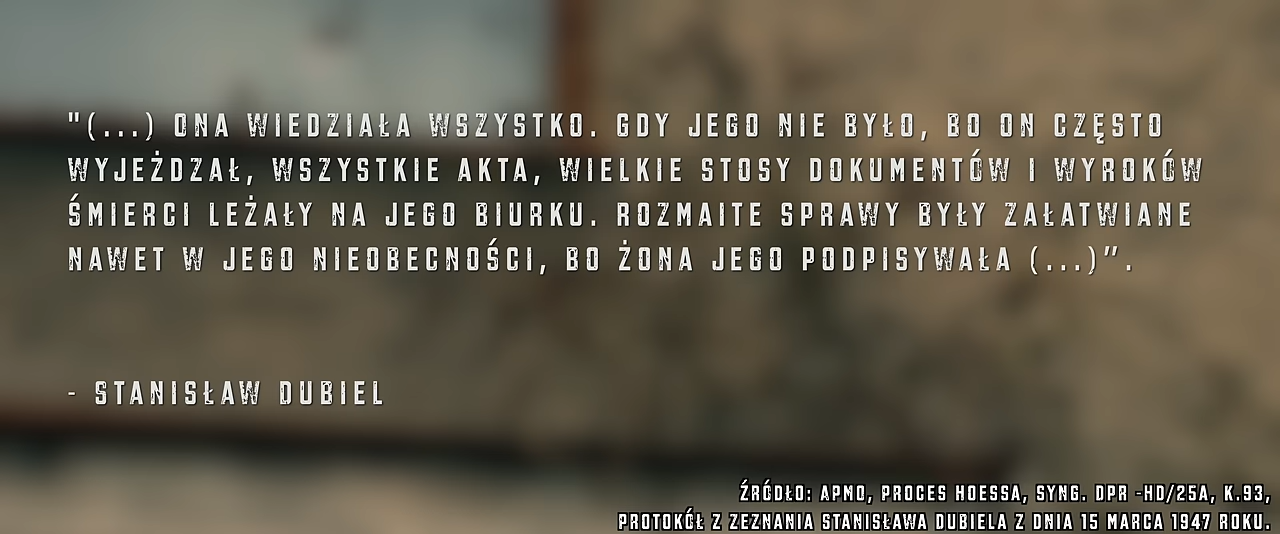 "(...) ONA WIEDZIAŁA WSZYSTKO. GDY JEGO NIE BYŁO, BO ON CZĘSTO
WYJEŻDZAŁ, WSZYSTKIE AKTA, WIELKIE STOSY DOKUMENTÓW I WYROKÓW
ŚMIERCI LEŻAŁY NA JEGO BIURKU. ROZMAITE SPRAWY BYŁY ZAŁATWIANE
NAWET W JEGO NIEOBECNOŚCI, BO ŻONA JEGO PODPISYWAŁA (...)”.
- STANISŁAW DUBIEL
ŹRÓDŁO: APMO, PROCES HOESSA, SYNG. DPR -HD/25A, K.93,
PROTOKÓŁ Z ZEZNANIA STANISŁAWA DUBIELA Z DNIA 15 MARCA 1947 ROKU.